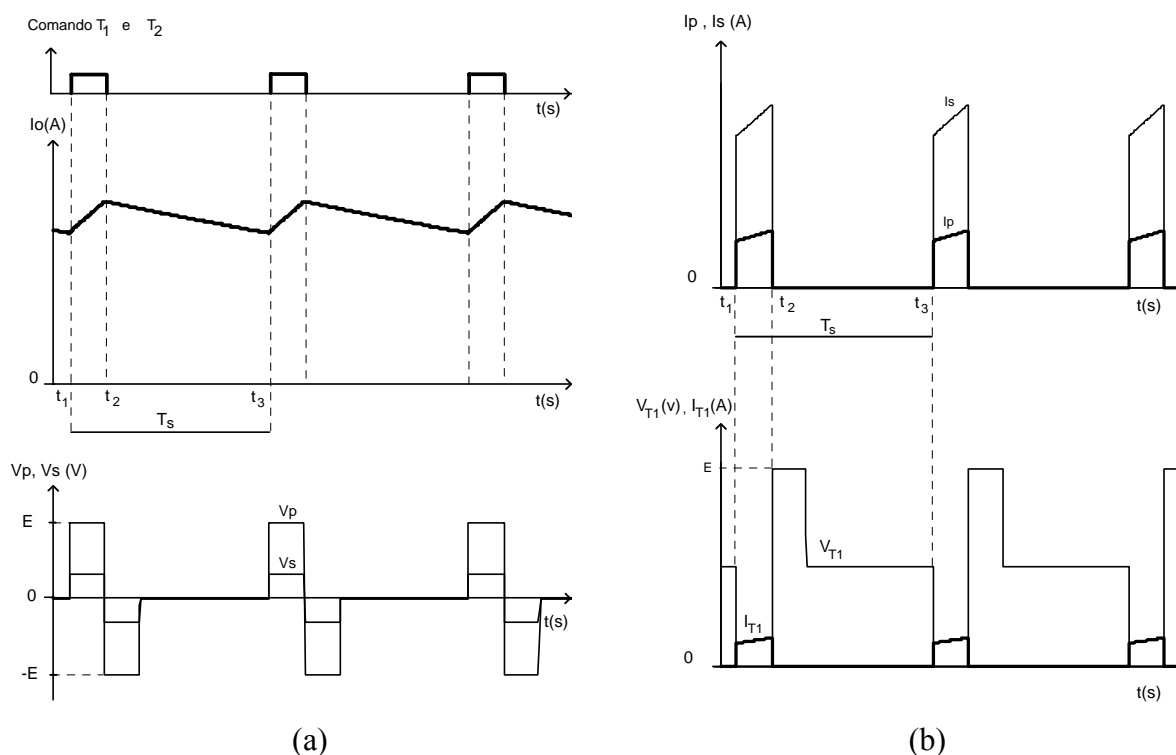 Comando T1 e T2
t(s)
Io(A)
0
t1 t2 t3 t(s)
Ts
Vp, Vs (V)
E
Vp
Vs
0
t(s)
-E
(a)
Ip , Is (A)
Is
Ip
0
t1 t2 t3 t(s)
Ts
VT1(v) , IT1(A)
E
VT1
IT1
0
t(s)
(b)